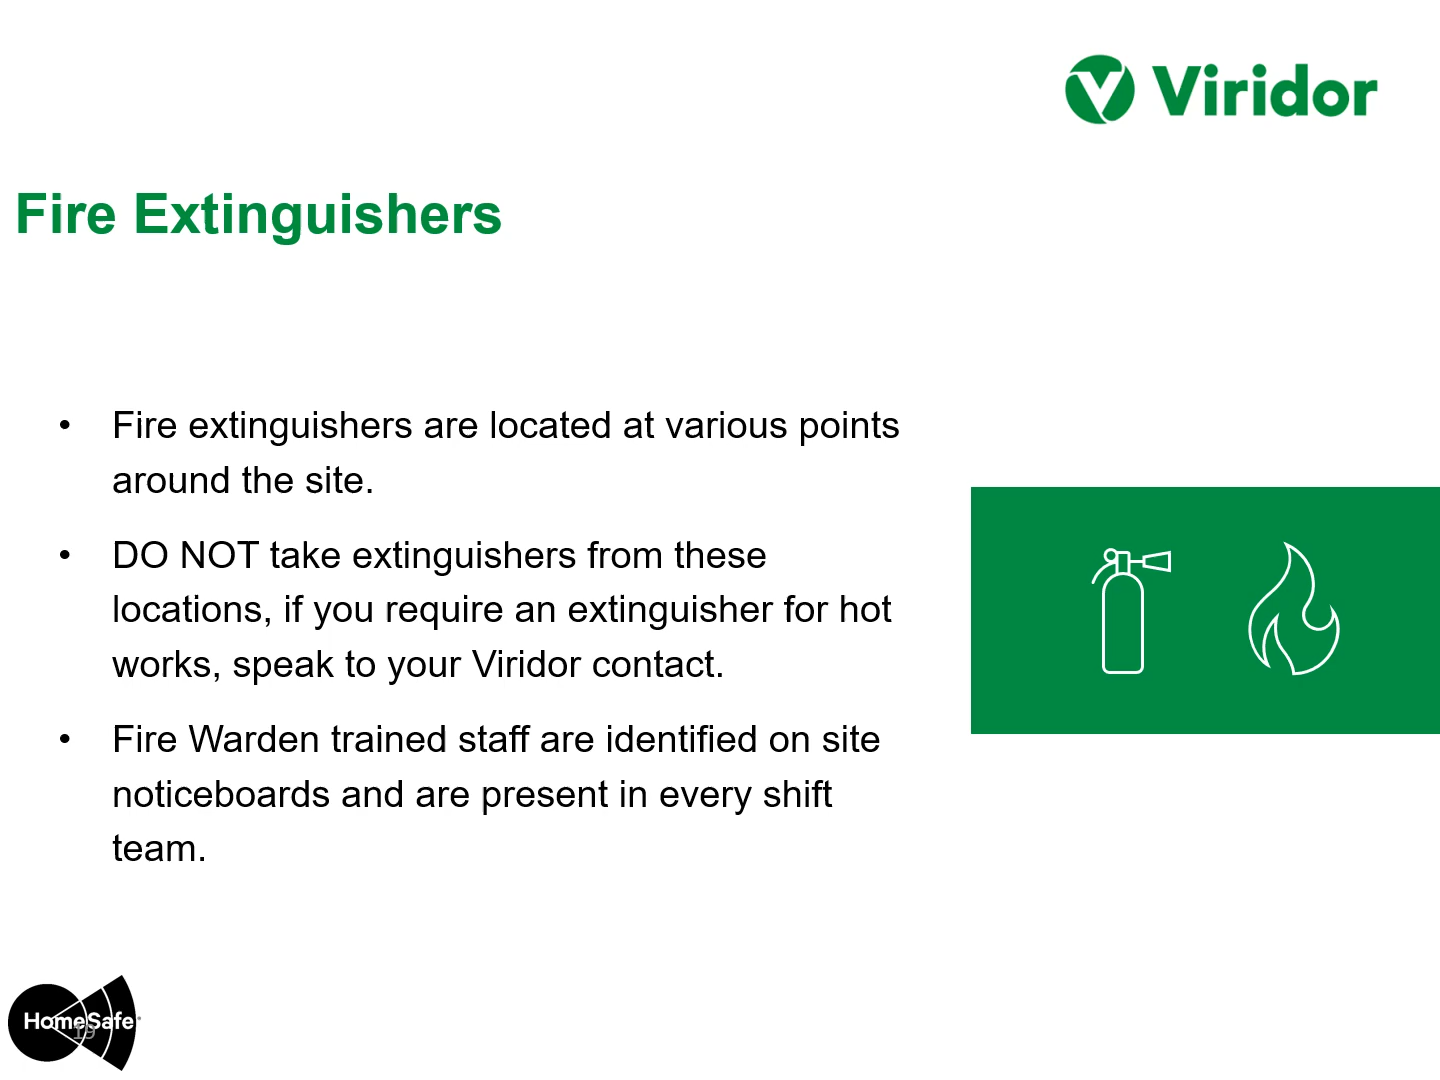 Viridor
Fire Extinguishers
• Fire extinguishers are located at various points
around the site.
• DO NOT take extinguishers from these
locations, if you require an extinguisher for hot
works, speak to your Viridor contact.
• Fire Warden trained staff are identified on site
noticeboards and are present in every shift
team.
HomeSafe
19